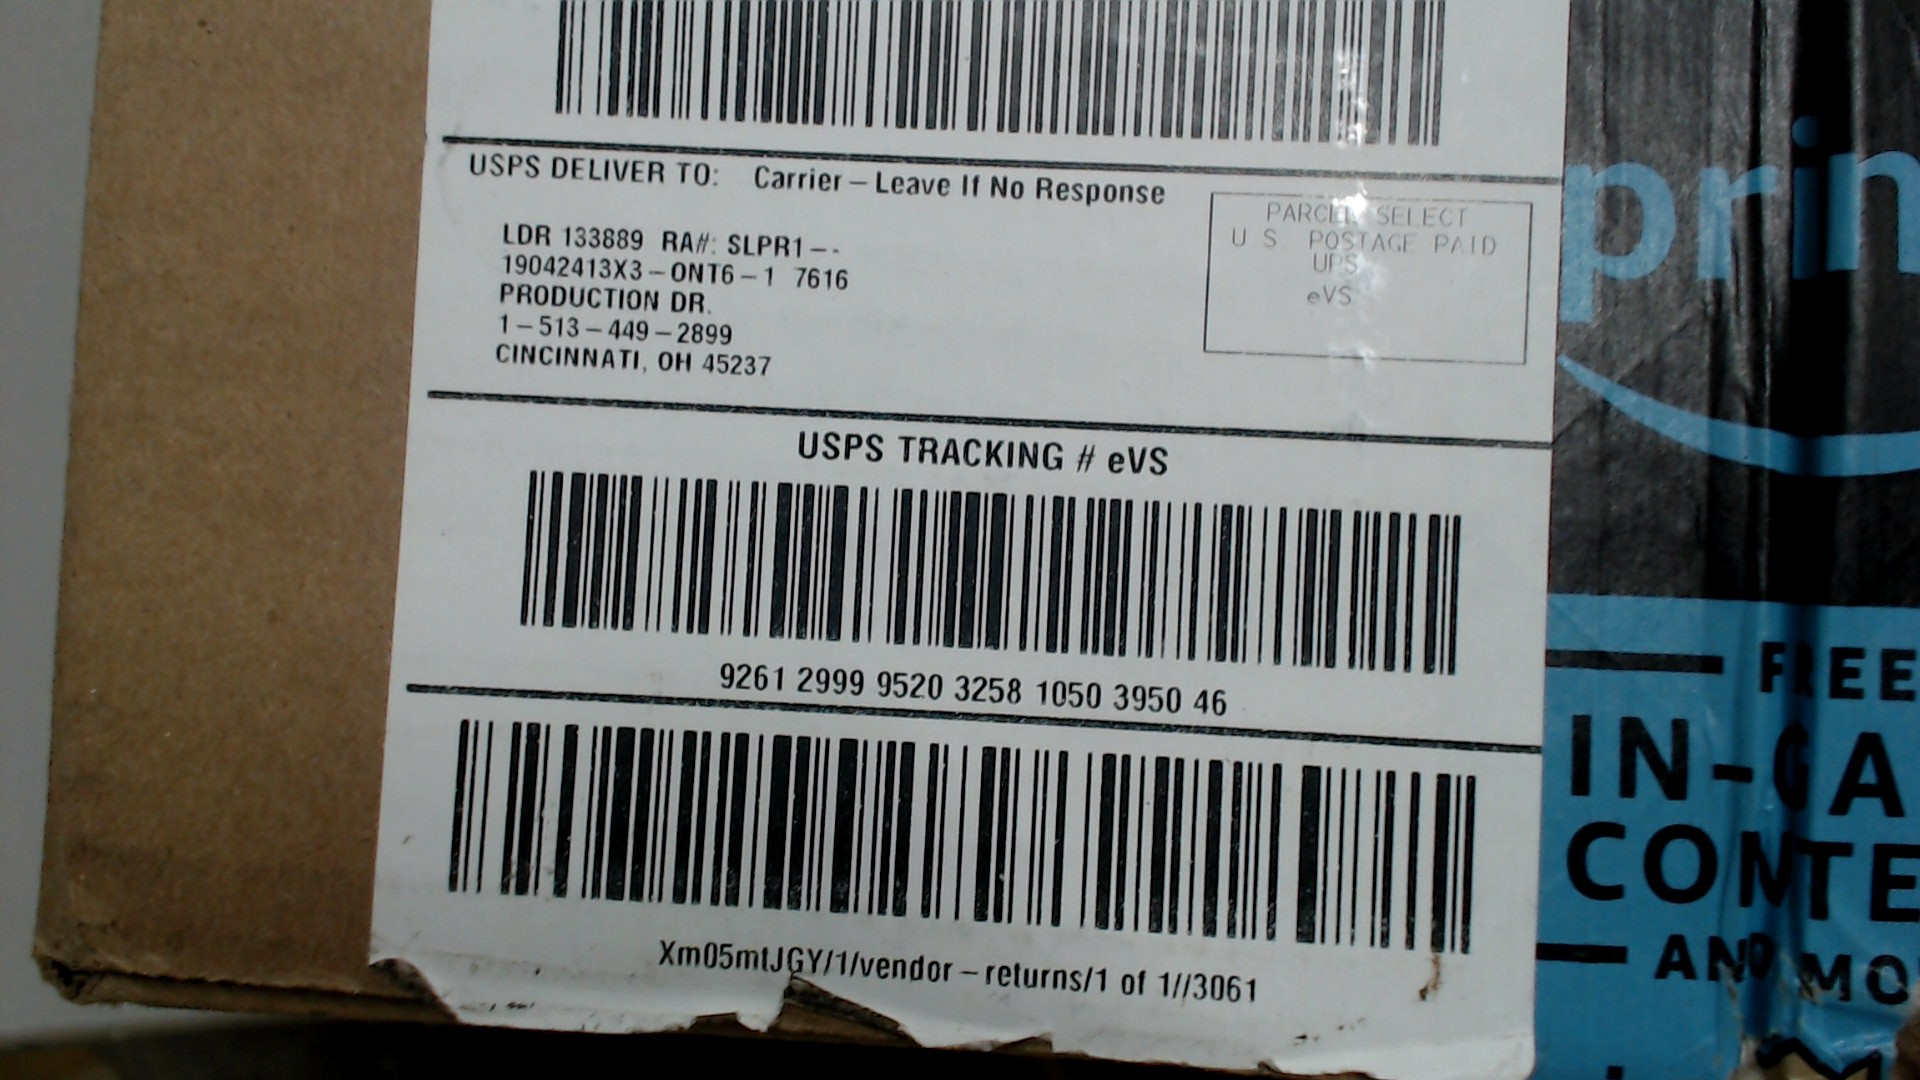 USPS DELIVER TO: Carrier – Leave If No Response
LDR 133889 RA#: SLPR1 – -
19042413X3 – ONT6 – 1 7616
PRODUCTION DR.
1 – 513 – 449 – 2899
CINCINNATI, OH 45237
PARCEL SELECT
U S POSTAGE PAID
UPS
eVS
USPS TRACKING # eVS
9261 2999 9520 3258 1050 3950 46
Xm05mtJGY/1/vendor – returns/1 of 1//3061
prin
FREE
IN-GA
CONTE
AND MO